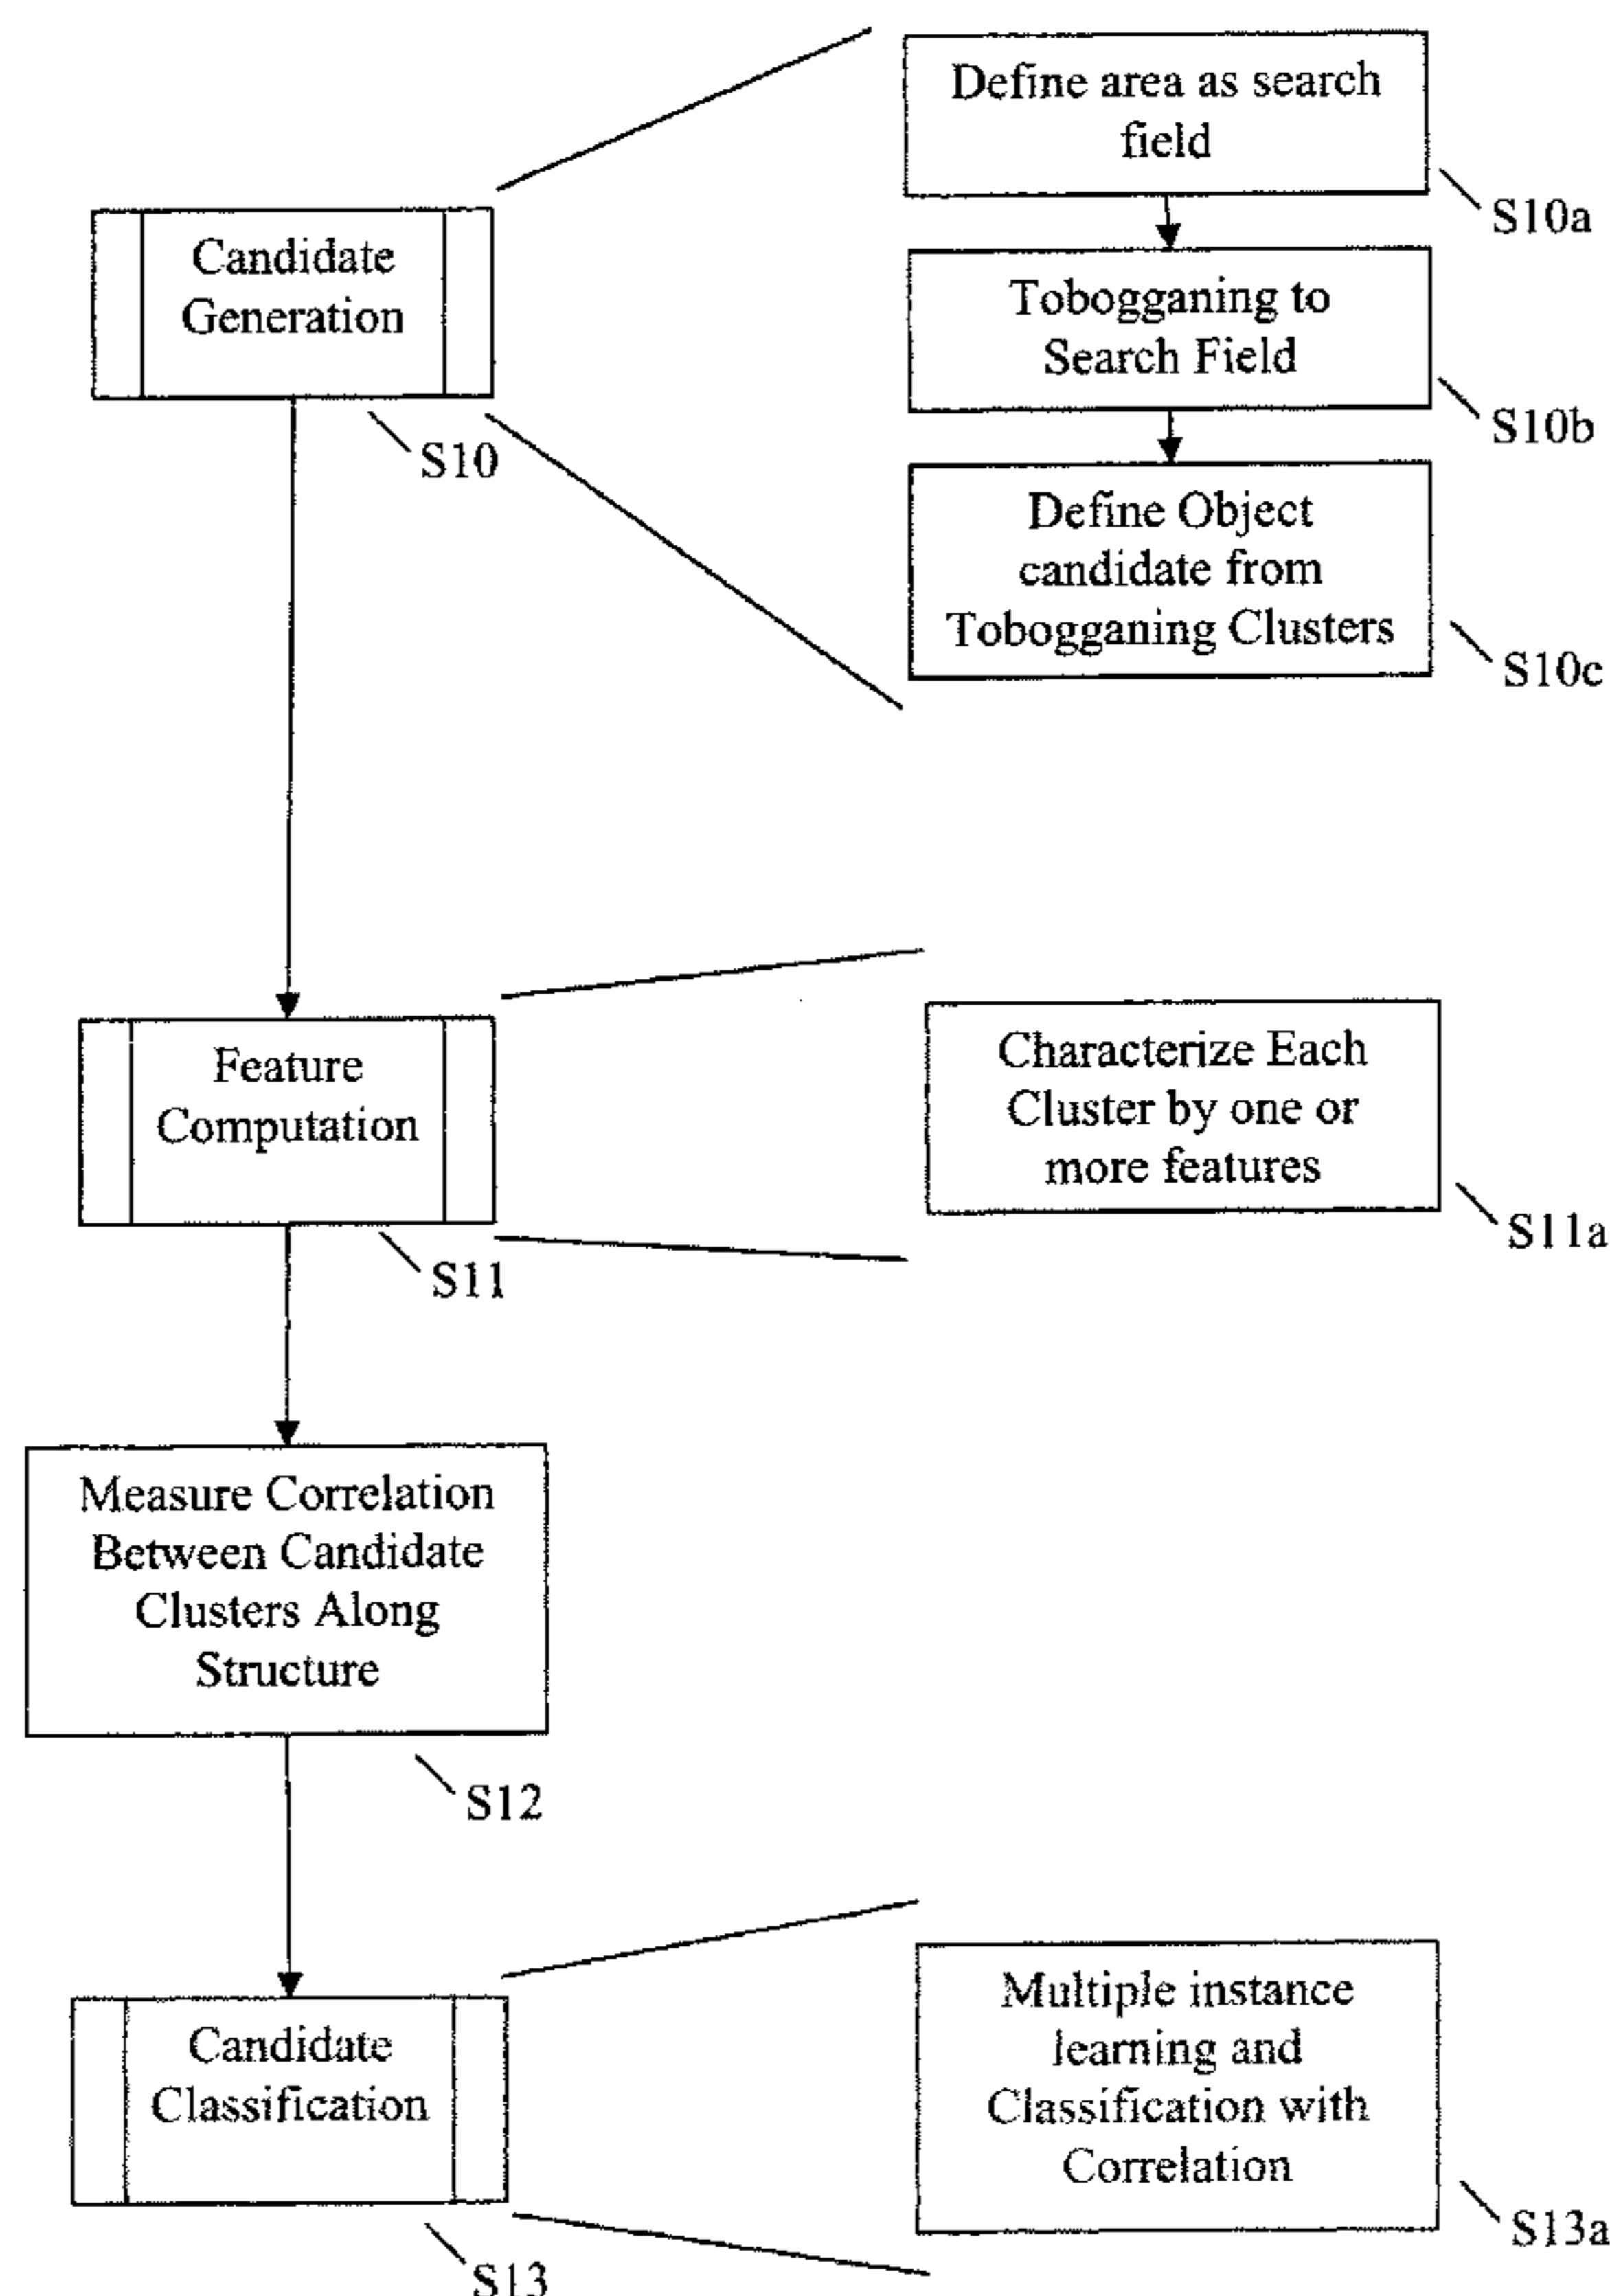 Define area as search
field
S10a
Candidate
Generation
S10
Tobogganing to
Search Field
S10b
Define Object
candidate from
Tobogganing Clusters
S10c
Feature
Computation
S11
Characterize Each
Cluster by one or
more features
S11a
Measure Correlation
Between Candidate
Clusters Along
Structure
S12
Candidate
Classification
S13
Multiple instance
learning and
Classification with
Correlation
S13a